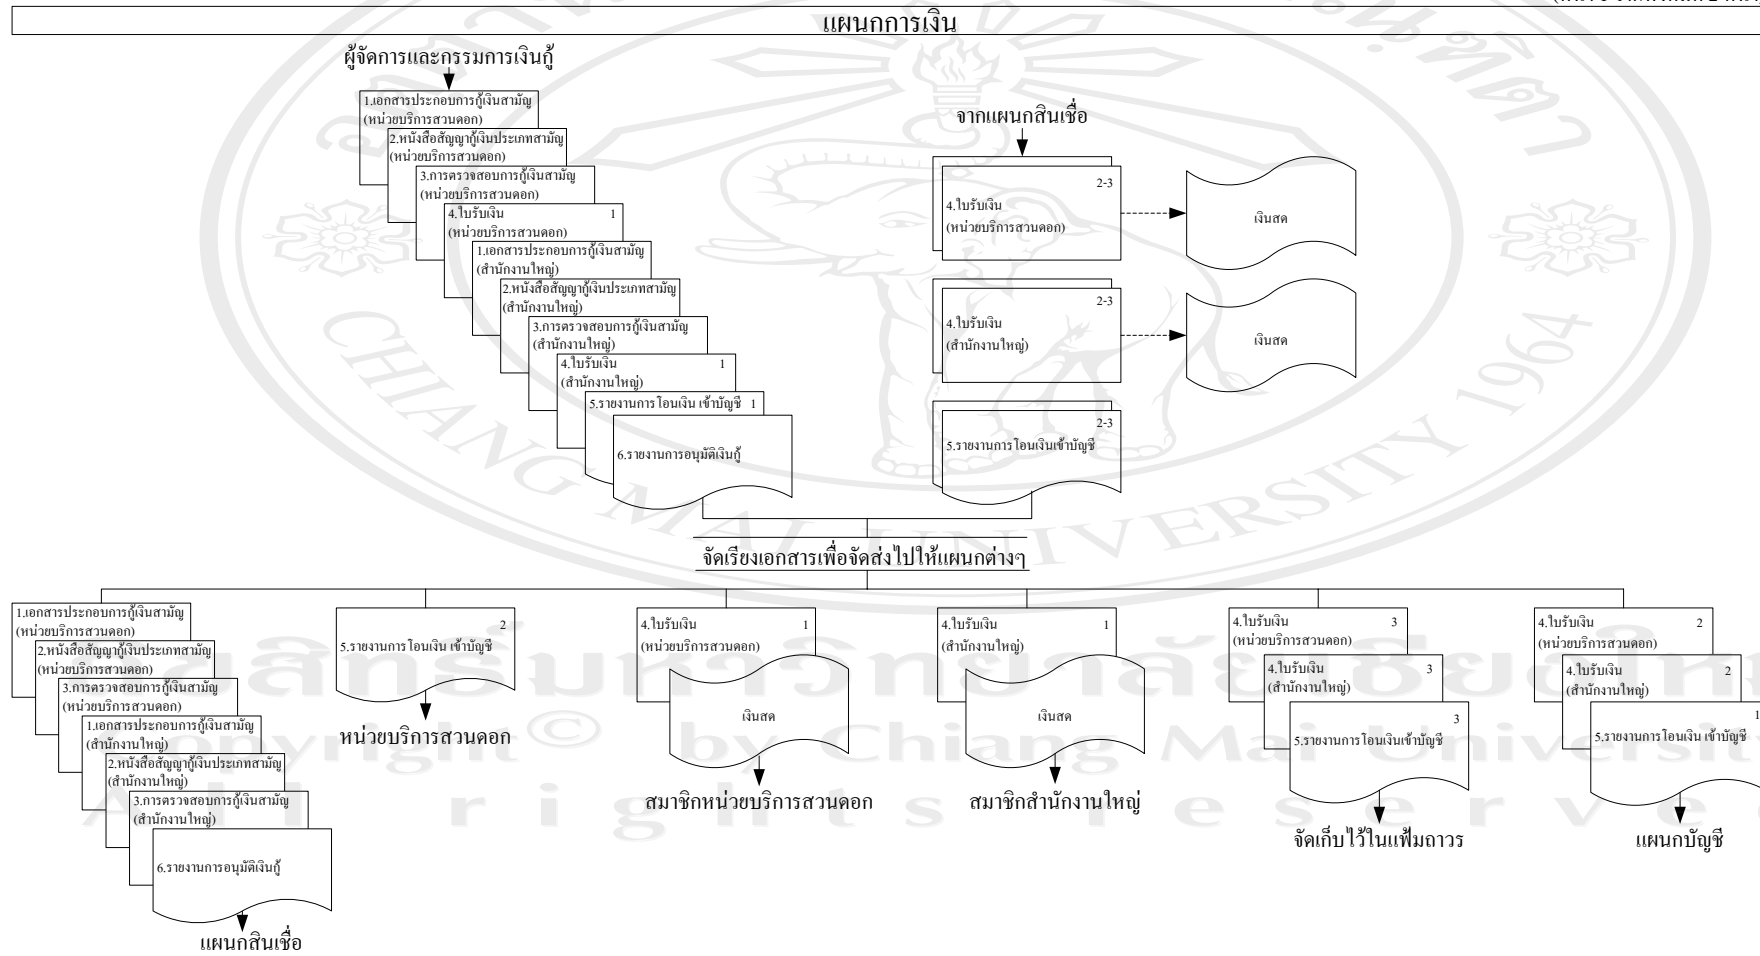 แผนกการเงิน
ผู้จัดการและกรรมการเงินกู้
1.เอกสารประกอบการกู้เงินสามัญ
(หน่วยบริการสวนดอก)
2.หนังสือสัญญากู้เงินประเภทสามัญ
(หน่วยบริการสวนดอก)
3.การตรวจสอบการกู้เงินสามัญ
(หน่วยบริการสวนดอก)
4.ใบรับเงิน 1
(หน่วยบริการสวนดอก)
1.เอกสารประกอบการกู้เงินสามัญ
(สำนักงานใหญ่)
2.หนังสือสัญญากู้เงินประเภทสามัญ
(สำนักงานใหญ่)
3.การตรวจสอบการกู้เงินสามัญ
(สำนักงานใหญ่)
4.ใบรับเงิน 1
(สำนักงานใหญ่)
5.รายงานการโอนเงิน เข้าบัญชี 1
6.รายงานการอนุมัติเงินกู้
จากแผนกสินเชื่อ
2-3
4.ใบรับเงิน
(หน่วยบริการสวนดอก)
เงินสด
2-3
4.ใบรับเงิน
(สำนักงานใหญ่)
เงินสด
2-3
5.รายงานการโอนเงินเข้าบัญชี
จัดเรียงเอกสารเพื่อจัดส่งไปให้แผนกต่างๆ
1.เอกสารประกอบการกู้เงินสามัญ
(หน่วยบริการสวนดอก)
2.หนังสือสัญญากู้เงินประเภทสามัญ
(หน่วยบริการสวนดอก)
3.การตรวจสอบการกู้เงินสามัญ
(หน่วยบริการสวนดอก)
1.เอกสารประกอบการกู้เงินสามัญ
(สำนักงานใหญ่)
2.หนังสือสัญญากู้เงินประเภทสามัญ
(สำนักงานใหญ่)
3.การตรวจสอบการกู้เงินสามัญ
(สำนักงานใหญ่)
6.รายงานการอนุมัติเงินกู้
แผนกสินเชื่อ
2
5.รายงานการโอนเงิน เข้าบัญชี
หน่วยบริการสวนดอก
4.ใบรับเงิน 1
(หน่วยบริการสวนดอก)
เงินสด
สมาชิกหน่วยบริการสวนดอก
4.ใบรับเงิน 1
(สำนักงานใหญ่)
เงินสด
สมาชิกสำนักงานใหญ่
4.ใบรับเงิน 3
(หน่วยบริการสวนดอก)
4.ใบรับเงิน 3
(สำนักงานใหญ่)
3
5.รายงานการโอนเงินเข้าบัญชี
จัดเก็บไว้ในแฟ้มถาวร
4.ใบรับเงิน 2
(หน่วยบริการสวนดอก)
4.ใบรับเงิน 2
(สำนักงานใหญ่)
1
5.รายงานการโอนเงิน เข้าบัญชี
แผนกบัญชี
CHIANG MAI UNIVERSITY 1964
Copyright © by Chiang Mai Universit
All rights reserve